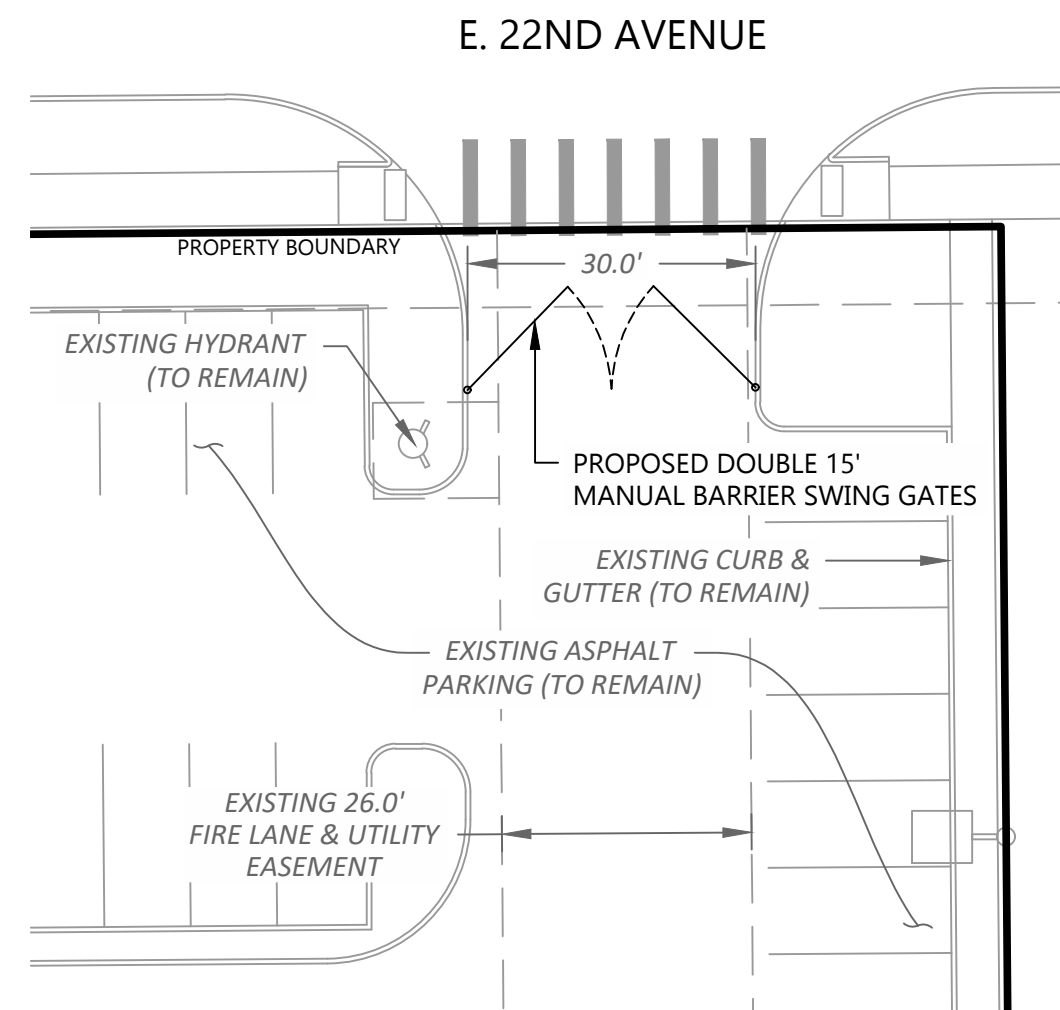 E. 22ND AVENUE
PROPERTY BOUNDARY
30.0'
EXISTING HYDRANT
(TO REMAIN)
PROPOSED DOUBLE 15'
MANUAL BARRIER SWING GATES
EXISTING CURB &
GUTTER (TO REMAIN)
EXISTING ASPHALT
PARKING (TO REMAIN)
EXISTING 26.0'
FIRE LANE & UTILITY
EASEMENT